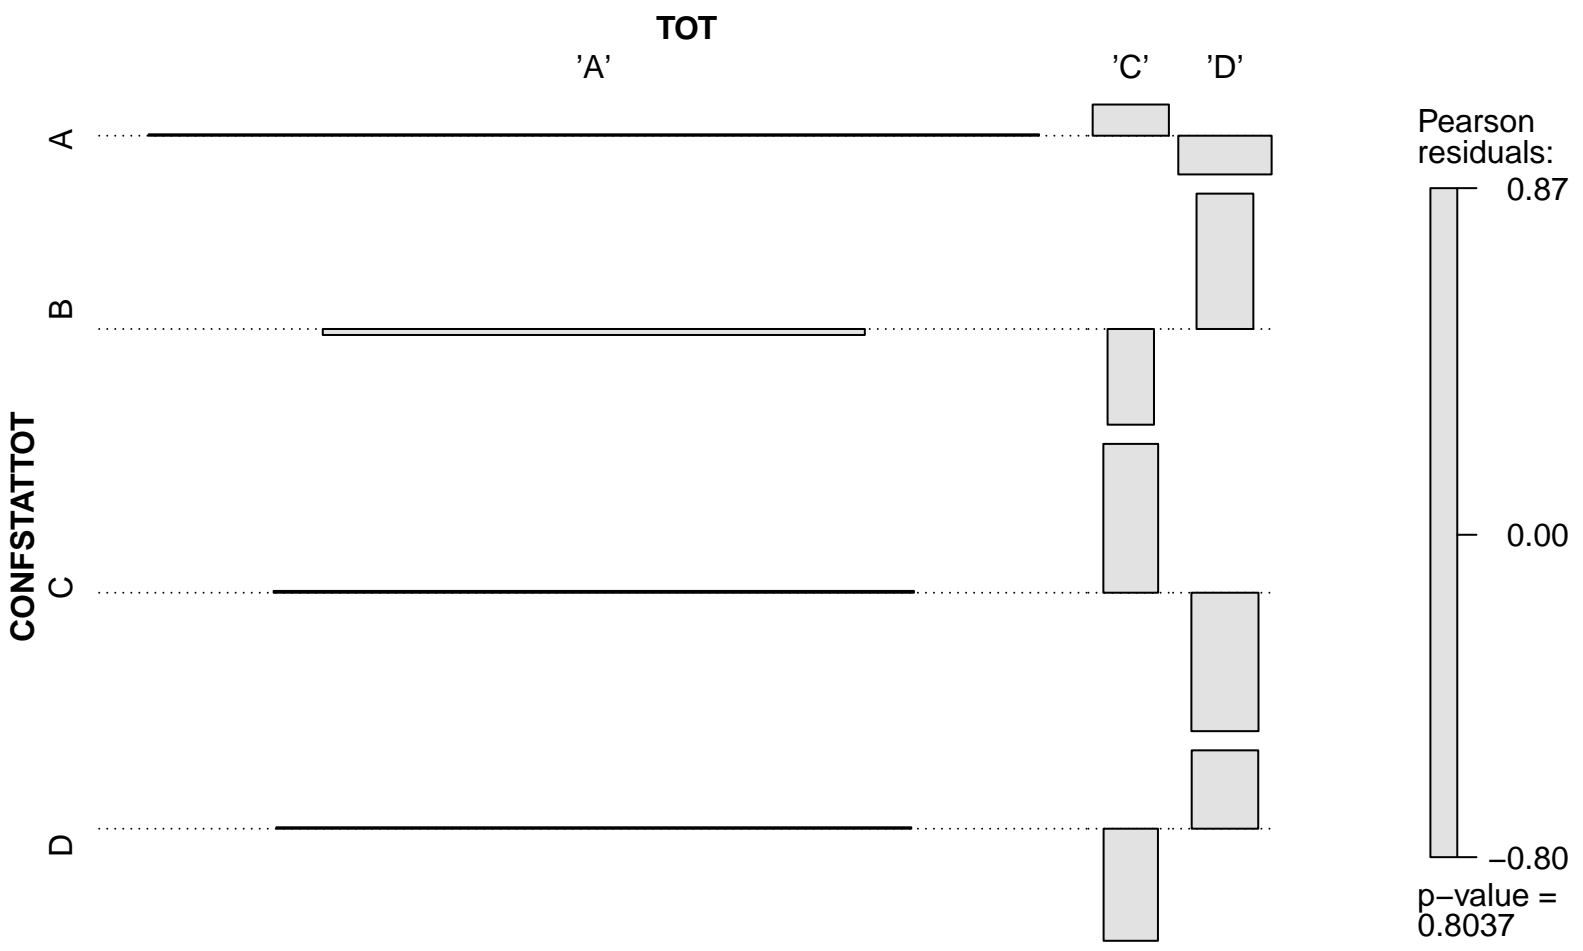 TOT
’A’ ’C’ ’D’
A
B
C
D
CONFSTATTOT
Pearson
residuals:
0.87
0.00
−0.80
p−value =
0.8037